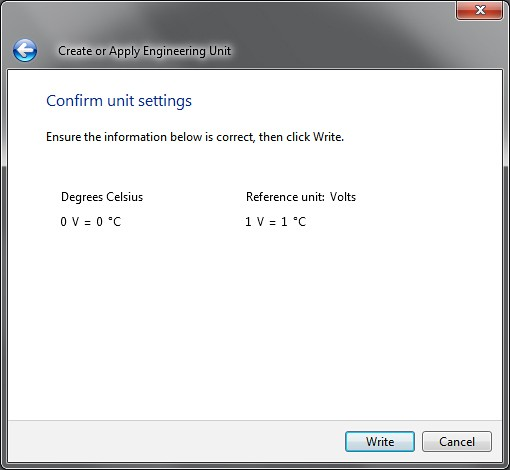 Create or Apply Engineering Unit
Confirm unit settings
Ensure the information below is correct, then click Write.
Degrees Celsius Reference unit: Volts
0 V = 0 °C 1 V = 1 °C
Write Cancel